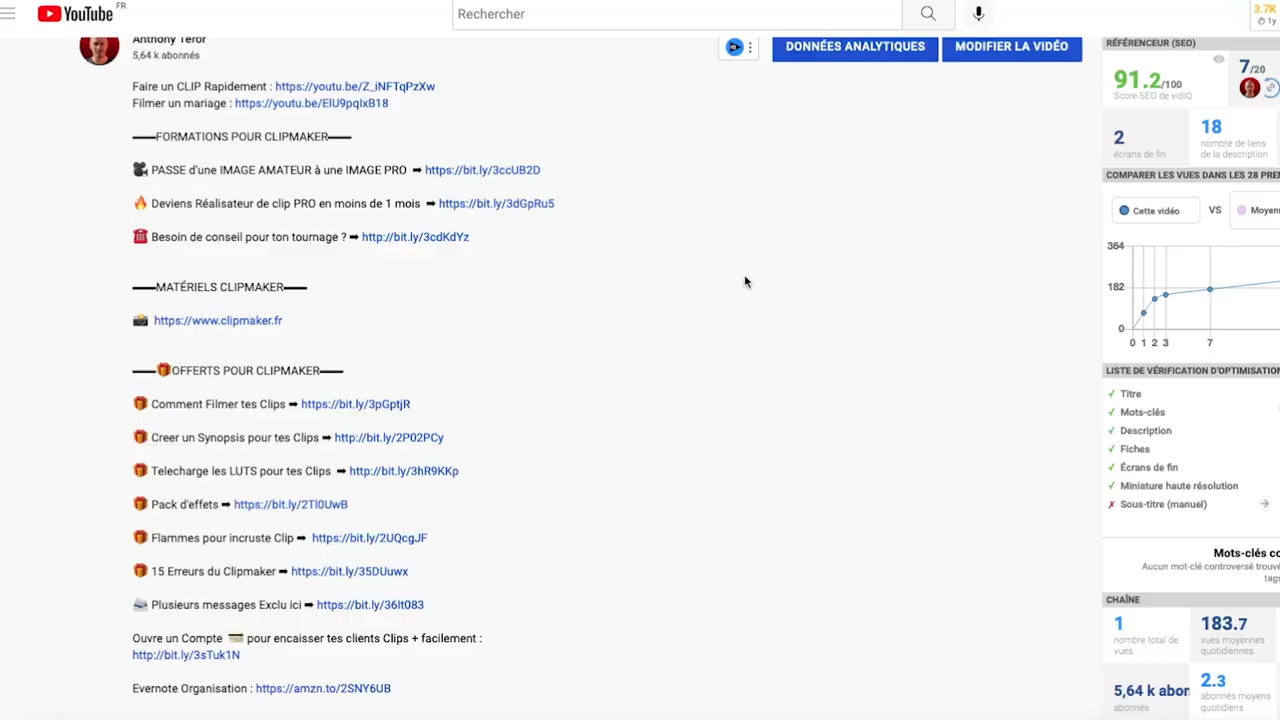 YouTube FR
Rechercher
3.7K
1y
Anthony Teror
5,64 k abonnés
DONNÉES ANALYTIQUES
MODIFIER LA VIDÉO
Faire un CLIP Rapidement : https://youtu.be/Z_iNFTqPzXw
Filmer un mariage : https://youtu.be/ElU9pqIxB18
FORMATIONS POUR CLIPMAKER
PASSE d'une IMAGE AMATEUR à une IMAGE PRO ➡ https://bit.ly/3ccUB2D
Deviens Réalisateur de clip PRO en moins de 1 mois ➡ https://bit.ly/3dGpRu5
Besoin de conseil pour ton tournage ? ➡ http://bit.ly/3cdKdYz
MATÉRIELS CLIPMAKER
https://www.clipmaker.fr
OFFERTS POUR CLIPMAKER
Comment Filmer tes Clips ➡ https://bit.ly/3pGptjR
Creer un Synopsis pour tes Clips ➡ http://bit.ly/2P02PCy
Telecharge les LUTS pour tes Clips ➡ http://bit.ly/3hR9KKp
Pack d'effets ➡ https://bit.ly/2Tl0UwB
Flammes pour incruste Clip ➡ https://bit.ly/2UQcgJF
15 Erreurs du Clipmaker ➡ https://bit.ly/35DUuwx
Plusieurs messages Exclu ici ➡ https://bit.ly/36lt083
Ouvre un Compte pour encaisser tes clients Clips + facilement :
http://bit.ly/3sTuk1N
Evernote Organisation : https://amzn.to/2SNY6UB
RÉFÉRENCEUR (SEO)
91.2/100
Score SEO de vidIQ
7/20
2
écrans de fin
18
nombre de liens
de la description
COMPARER LES VUES DANS LES 28 PRE
Cette vidéo
VS
Moyen
364
182
0
0 1 2 3 7
LISTE DE VÉRIFICATION D'OPTIMISATION
✓ Titre
✓ Mots-clés
✓ Description
✓ Fiches
✓ Écrans de fin
✓ Miniature haute résolution
✗ Sous-titre (manuel)
Mots-clés co
Aucun mot-clé controversé trouvé
tags
CHAÎNE
1
nombre total de
vues
183.7
vues moyennes
quotidiennes
5,64 k abon
abonnés
2.3
abonnés moyens
quotidiens